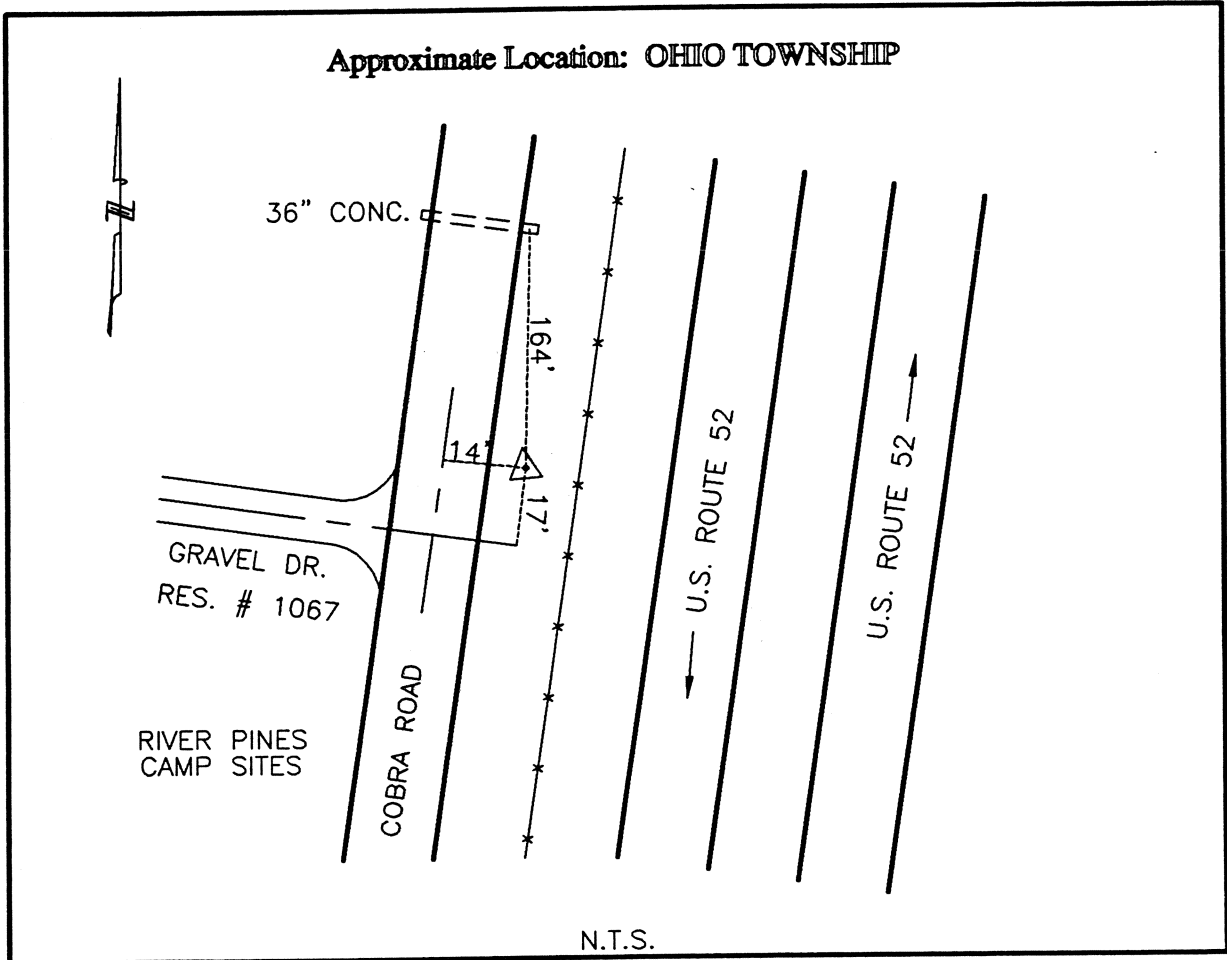 Approximate Location: OHIO TOWNSHIP
N
36" CONC.
164'
14'
17'
GRAVEL DR.
RES. # 1067
U.S. ROUTE 52
U.S. ROUTE 52
COBRA ROAD
RIVER PINES
CAMP SITES
N.T.S.